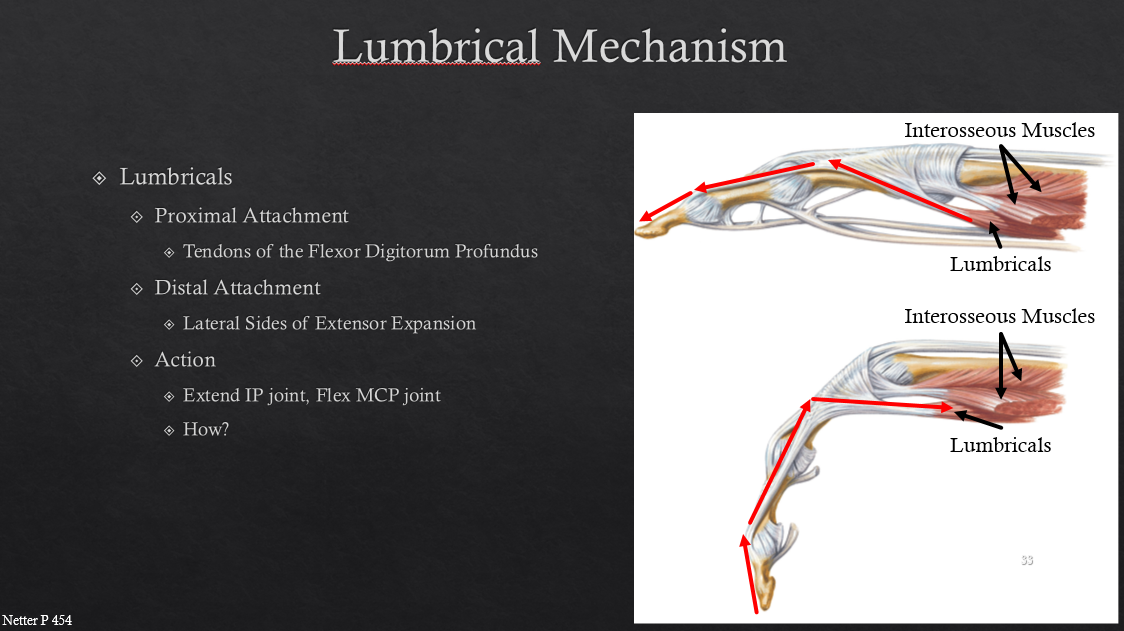 Lumbrical Mechanism
Lumbricals
Proximal Attachment
Tendons of the Flexor Digitorum Profundus
Distal Attachment
Lateral Sides of Extensor Expansion
Action
Extend IP joint, Flex MCP joint
How?
Interosseous Muscles
Lumbricals
Interosseous Muscles
Lumbricals
33
Netter P 454